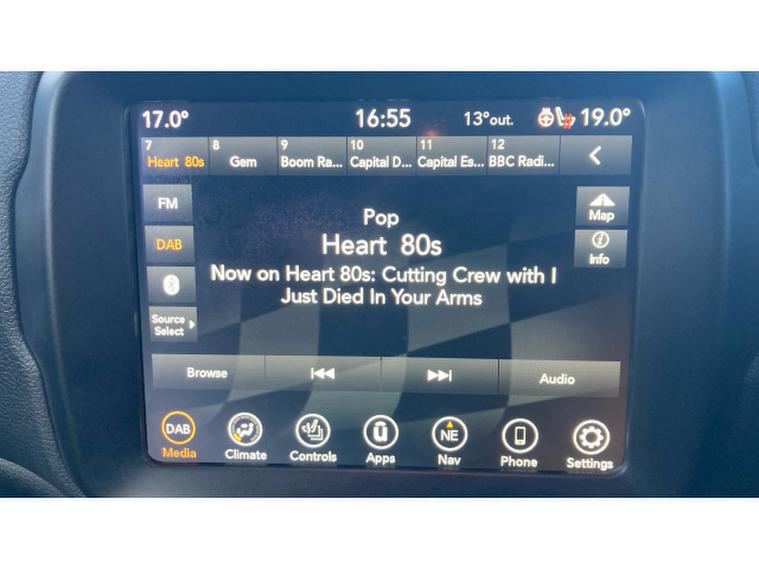 17.0° 16:55 13°out. 19.0°
7 8 9 10 11 12
Heart 80s Gem Boom Ra... Capital D... Capital Es... BBC Radi...
FM
Pop
Map
DAB
Heart 80s
Info
Now on Heart 80s: Cutting Crew with I
Just Died In Your Arms
Source
Select
Browse Audio
DAB NE
Media Climate Controls Apps Nav Phone Settings